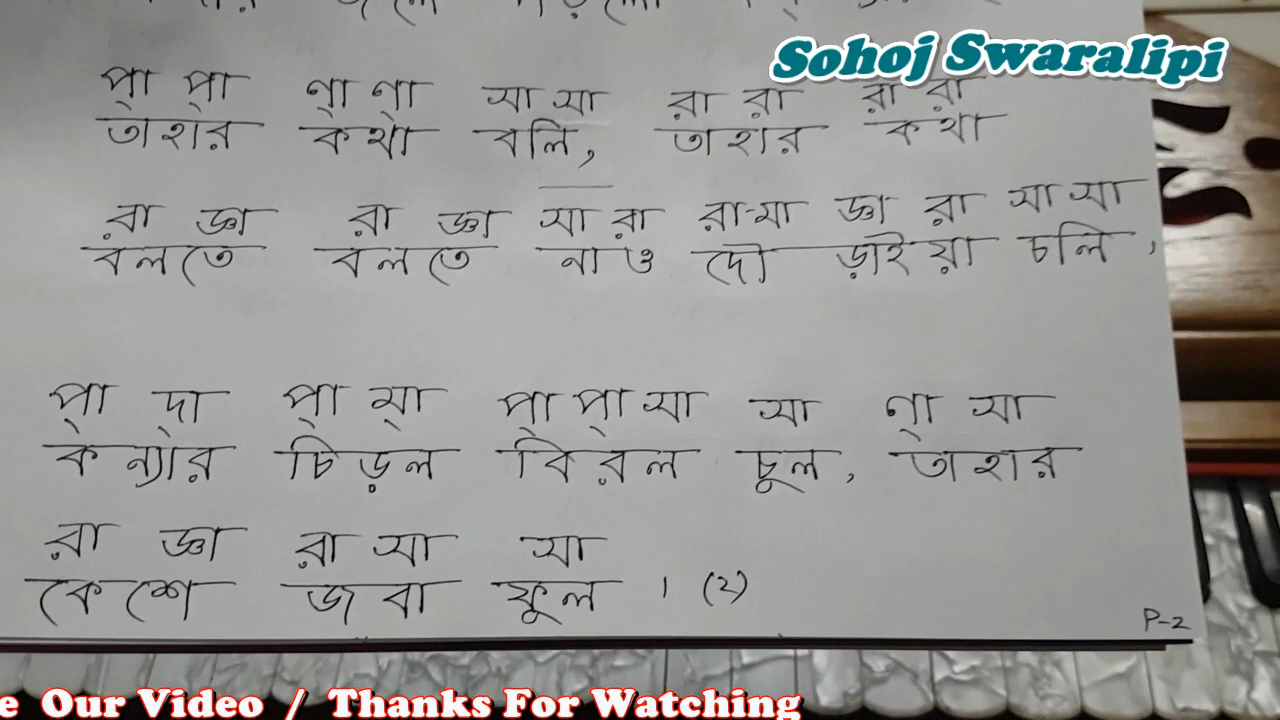 Sohoj Swaralipi
প্া প্া ণ্া ণ্া সা সা রা রা রা রা
তাহার কথা বলি, তাহার কথা
রা জ্ঞা রা জ্ঞা সা রা রা-মা জ্ঞা রা সা সা
বলতে বলতে নাও দৌ ড়াইয়া চলি,
প্া দ্া প্া ম্া প্া প্া সা সা ণ্া সা
কন্যার চিড়ল বিরল চুল, তাহার
রা জ্ঞা রা সা সা
কেশে জবা ফুল । (২)
P-2
e Our Video / Thanks For Watching